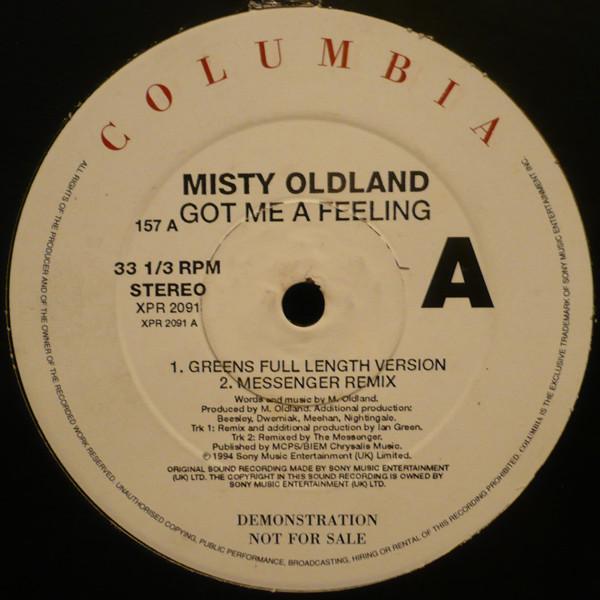 COLUMBIA
MISTY OLDLAND
GOT ME A FEELING
157 A
A
33 1/3 RPM
STEREO
XPR 2091
XPR 2091 A
1. GREENS FULL LENGTH VERSION
2. MESSENGER REMIX
Words and music by M. Oldland.
Produced by M. Oldland. Additional production:
Beesley, Dwerniak, Meehan, Nightingale.
Trk 1: Remix and additional production by Ian Green.
Trk 2: Remixed by The Messenger.
Published by MCPS/BIEM Chrysalis Music.
© 1994 Sony Music Entertainment (UK) Limited.
ORIGINAL SOUND RECORDING MADE BY SONY MUSIC ENTERTAINMENT
(UK) LTD. THE COPYRIGHT IN THIS SOUND RECORDING IS OWNED BY
SONY MUSIC ENTERTAINMENT (UK) LTD.
DEMONSTRATION
NOT FOR SALE
ALL RIGHTS OF THE PRODUCER AND OF THE OWNER OF THE RECORDED WORK RESERVED. UNAUTHORISED COPYING, PUBLIC PERFORMANCE, BROADCASTING, HIRING OR RENTAL OF THIS RECORDING PROHIBITED. COLUMBIA IS THE EXCLUSIVE TRADEMARK OF SONY MUSIC ENTERTAINMENT INC.